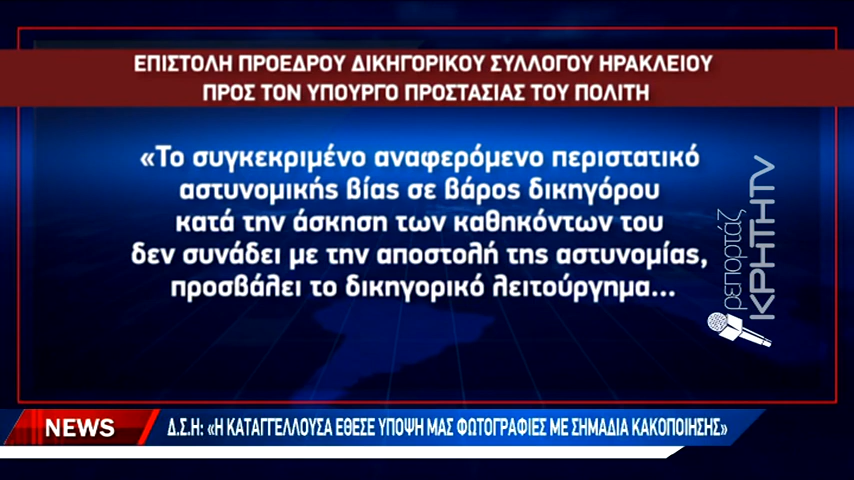 ΕΠΙΣΤΟΛΗ ΠΡΟΕΔΡΟΥ ΔΙΚΗΓΟΡΙΚΟΥ ΣΥΛΛΟΓΟΥ ΗΡΑΚΛΕΙΟΥ
ΠΡΟΣ ΤΟΝ ΥΠΟΥΡΓΟ ΠΡΟΣΤΑΣΙΑΣ ΤΟΥ ΠΟΛΙΤΗ
«Το συγκεκριμένο αναφερόμενο περιστατικό
αστυνομικής βίας σε βάρος δικηγόρου
κατά την άσκηση των καθηκόντων του
δεν συνάδει με την αποστολή της αστυνομίας,
προσβάλει το δικηγορικό λειτούργημα...
ρεπορτάζ
ΚΡΗΤΗTV
NEWS
Δ.Σ.Η: «Η ΚΑΤΑΓΓΕΛΛΟΥΣΑ ΕΘΕΣΕ ΥΠΟΨΗ ΜΑΣ ΦΩΤΟΓΡΑΦΙΕΣ ΜΕ ΣΗΜΑΔΙΑ ΚΑΚΟΠΟΙΗΣΗΣ»